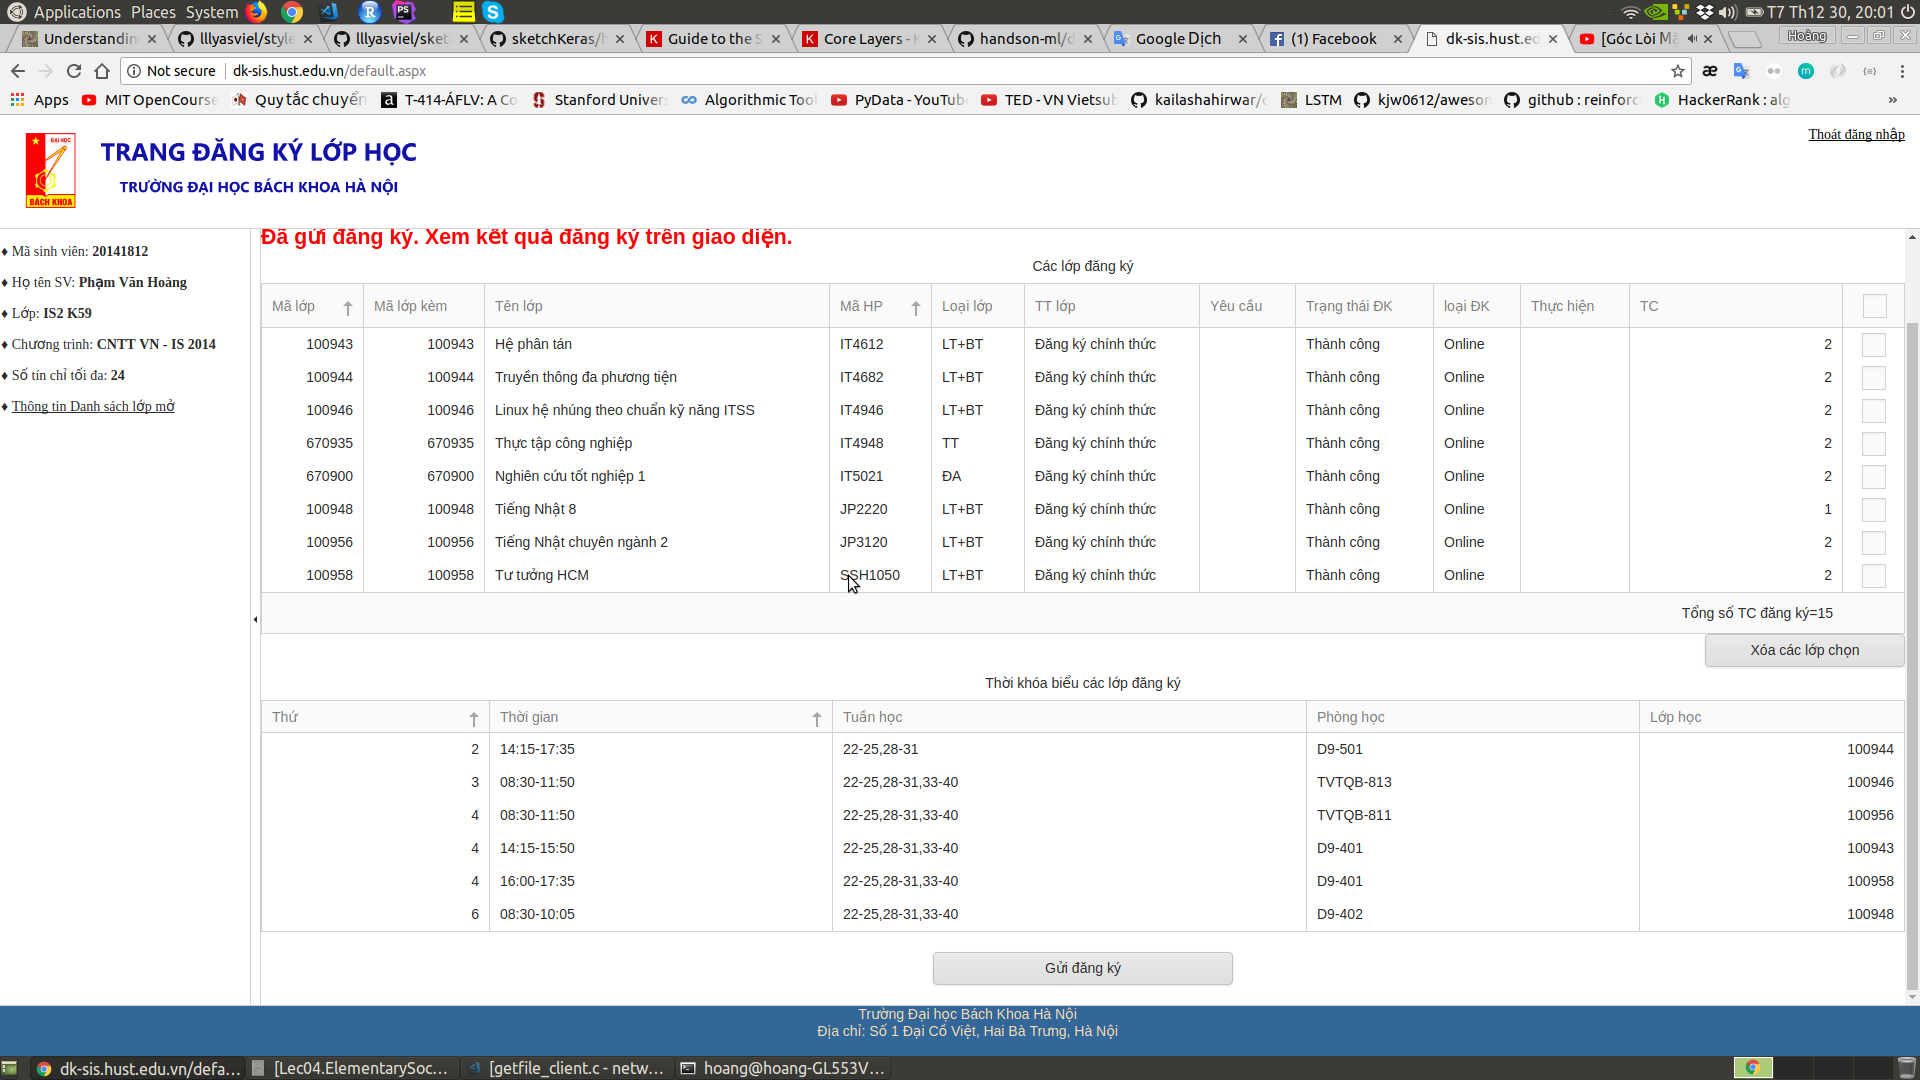 Applications Places System
T7 Th12 30, 20:01
Understandin
lllyasviel/style
lllyasviel/sket
sketchKeras/h
Guide to the S
Core Layers - K
handson-ml/d
Google Dịch
(1) Facebook
dk-sis.hust.ed
[Góc Lòi Mặ
Hoàng
Not secure
dk-sis.hust.edu.vn/default.aspx
Apps
MIT OpenCourse
Quy tắc chuyển
T-414-ÁFLV: A Co
Stanford Univer
Algorithmic Tool
PyData - YouTub
TED - VN Vietsub
kailashahirwar/c
LSTM
kjw0612/aweson
github : reinforc
HackerRank : alg
»
ĐẠI HỌC
BÁCH KHOA
TRANG ĐĂNG KÝ LỚP HỌC
TRƯỜNG ĐẠI HỌC BÁCH KHOA HÀ NỘI
Thoát đăng nhập
♦ Mã sinh viên: 20141812
♦ Họ tên SV: Phạm Văn Hoàng
♦ Lớp: IS2 K59
♦ Chương trình: CNTT VN - IS 2014
♦ Số tín chỉ tối đa: 24
♦ Thông tin Danh sách lớp mở
Đã gửi đăng ký. Xem kết quả đăng ký trên giao diện.
Các lớp đăng ký
Mã lớp Mã lớp kèm Tên lớp Mã HP Loại lớp TT lớp Yêu cầu Trạng thái ĐK loại ĐK Thực hiện TC
100943 100943 Hệ phân tán IT4612 LT+BT Đăng ký chính thức Thành công Online 2
100944 100944 Truyền thông đa phương tiện IT4682 LT+BT Đăng ký chính thức Thành công Online 2
100946 100946 Linux hệ nhúng theo chuẩn kỹ năng ITSS IT4946 LT+BT Đăng ký chính thức Thành công Online 2
670935 670935 Thực tập công nghiệp IT4948 TT Đăng ký chính thức Thành công Online 2
670900 670900 Nghiên cứu tốt nghiệp 1 IT5021 ĐA Đăng ký chính thức Thành công Online 2
100948 100948 Tiếng Nhật 8 JP2220 LT+BT Đăng ký chính thức Thành công Online 1
100956 100956 Tiếng Nhật chuyên ngành 2 JP3120 LT+BT Đăng ký chính thức Thành công Online 2
100958 100958 Tư tưởng HCM SSH1050 LT+BT Đăng ký chính thức Thành công Online 2
Tổng số TC đăng ký=15
Xóa các lớp chọn
Thời khóa biểu các lớp đăng ký
Thứ Thời gian Tuần học Phòng học Lớp học
2 14:15-17:35 22-25,28-31 D9-501 100944
3 08:30-11:50 22-25,28-31,33-40 TVTQB-813 100946
4 08:30-11:50 22-25,28-31,33-40 TVTQB-811 100956
4 14:15-15:50 22-25,28-31,33-40 D9-401 100943
4 16:00-17:35 22-25,28-31,33-40 D9-401 100958
6 08:30-10:05 22-25,28-31,33-40 D9-402 100948
Gửi đăng ký
Trường Đại học Bách Khoa Hà Nội
Địa chỉ: Số 1 Đại Cồ Việt, Hai Bà Trưng, Hà Nội
dk-sis.hust.edu.vn/defa...
[Lec04.ElementarySoc...
[getfile_client.c - netw...
hoang@hoang-GL553V...